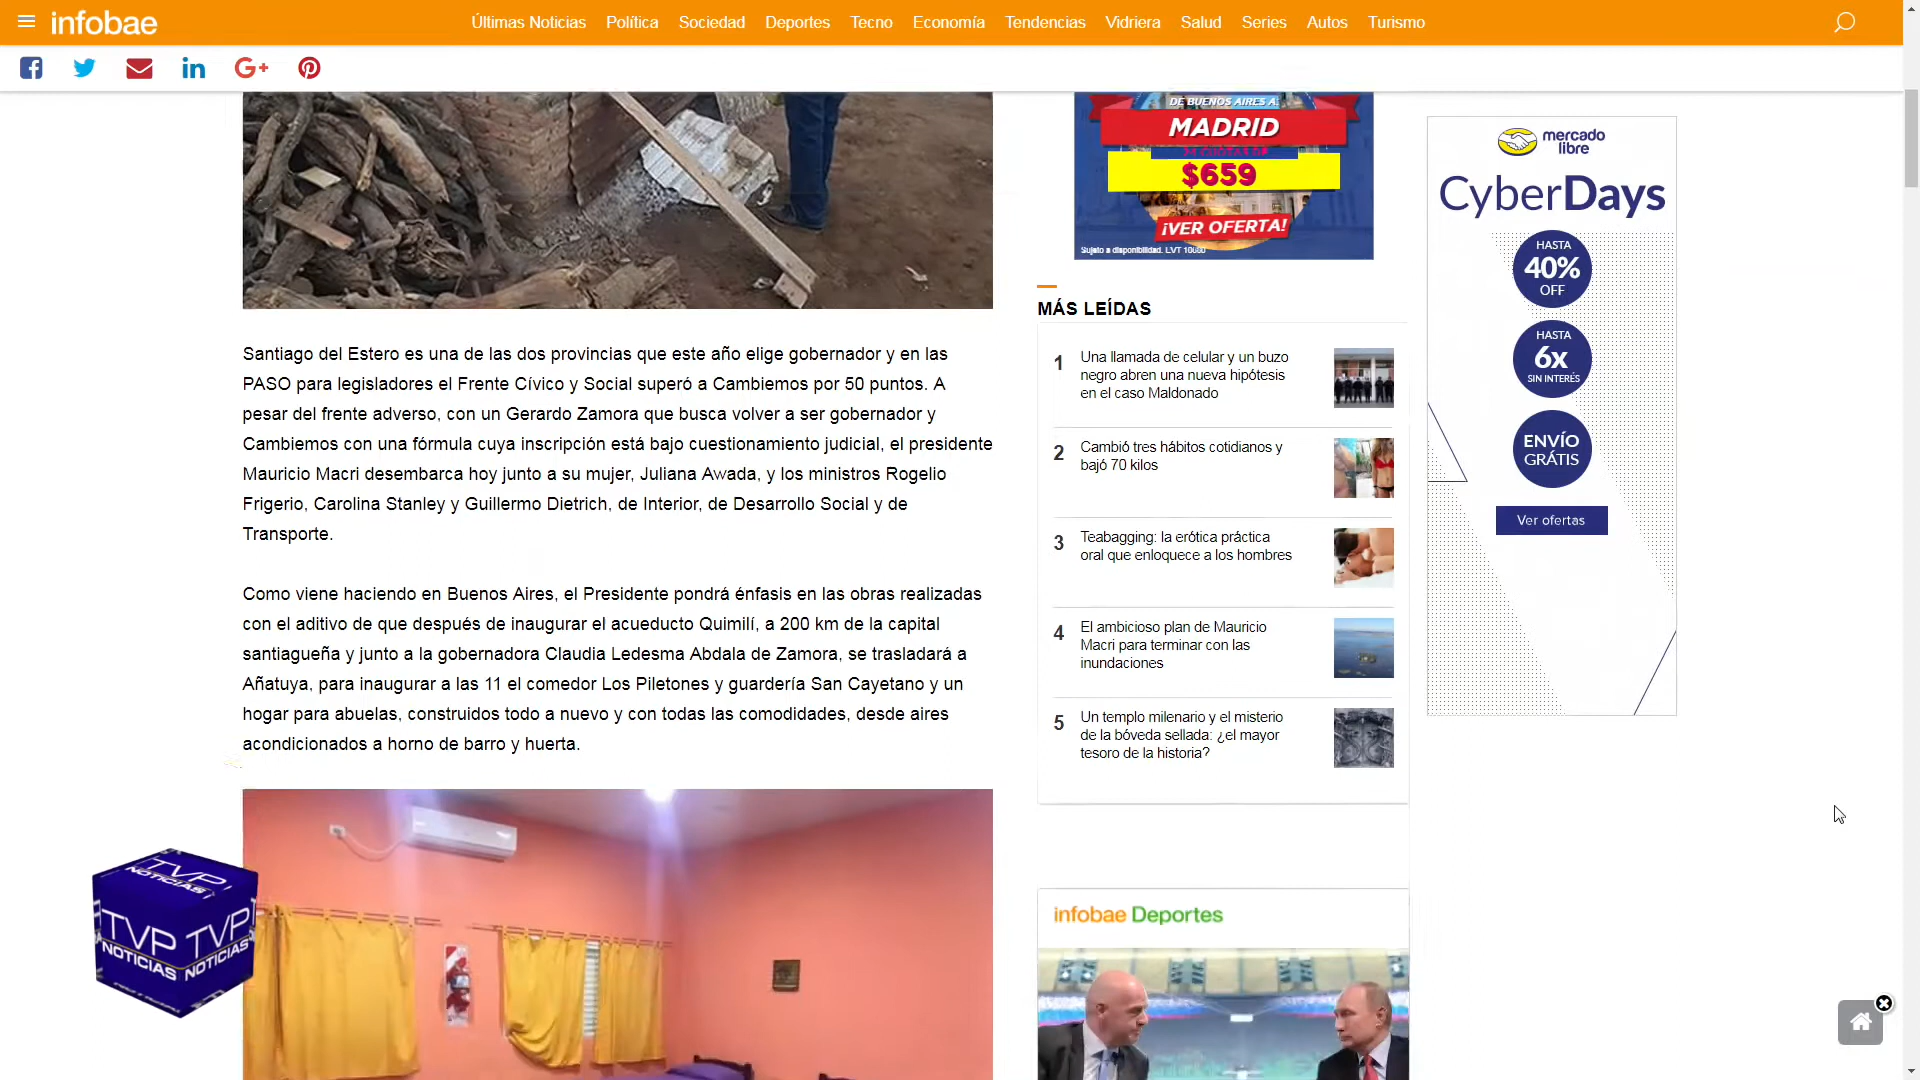 infobae
Últimas Noticias Política Sociedad Deportes Tecno Economía Tendencias Vidriera Salud Series Autos Turismo
DE BUENOS AIRES A:
MADRID
$659
¡VER OFERTA!
Sujeto a disponibilidad. EVT
mercado
libre
CyberDays
HASTA
40%
OFF
HASTA
6x
SIN INTERÉS
ENVÍO
GRÁTIS
Ver ofertas
Santiago del Estero es una de las dos provincias que este año elige gobernador y en las
PASO para legisladores el Frente Cívico y Social superó a Cambiemos por 50 puntos. A
pesar del frente adverso, con un Gerardo Zamora que busca volver a ser gobernador y
Cambiemos con una fórmula cuya inscripción está bajo cuestionamiento judicial, el presidente
Mauricio Macri desembarca hoy junto a su mujer, Juliana Awada, y los ministros Rogelio
Frigerio, Carolina Stanley y Guillermo Dietrich, de Interior, de Desarrollo Social y de
Transporte.
Como viene haciendo en Buenos Aires, el Presidente pondrá énfasis en las obras realizadas
con el aditivo de que después de inaugurar el acueducto Quimilí, a 200 km de la capital
santiagueña y junto a la gobernadora Claudia Ledesma Abdala de Zamora, se trasladará a
Añatuya, para inaugurar a las 11 el comedor Los Piletones y guardería San Cayetano y un
hogar para abuelas, construidos todo a nuevo y con todas las comodidades, desde aires
acondicionados a horno de barro y huerta.
MÁS LEÍDAS
1 Una llamada de celular y un buzo
negro abren una nueva hipótesis
en el caso Maldonado
2 Cambió tres hábitos cotidianos y
bajó 70 kilos
3 Teabagging: la erótica práctica
oral que enloquece a los hombres
4 El ambicioso plan de Mauricio
Macri para terminar con las
inundaciones
5 Un templo milenario y el misterio
de la bóveda sellada: ¿el mayor
tesoro de la historia?
infobae Deportes
TVP
NOTICIAS
TVP
NOTICIAS
TVP
NOTICIAS